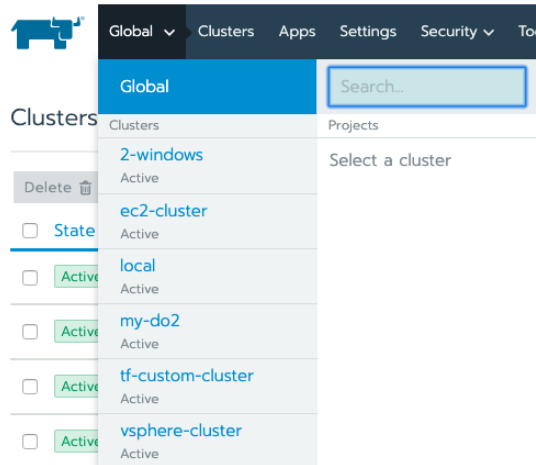 Global Clusters Apps Settings Security To
Global
Search...
Clusters
Clusters
Projects
2-windows
Active
Select a cluster
Delete
ec2-cluster
Active
State
local
Active
Active
my-do2
Active
Active
tf-custom-cluster
Active
Active
vsphere-cluster
Active
Active